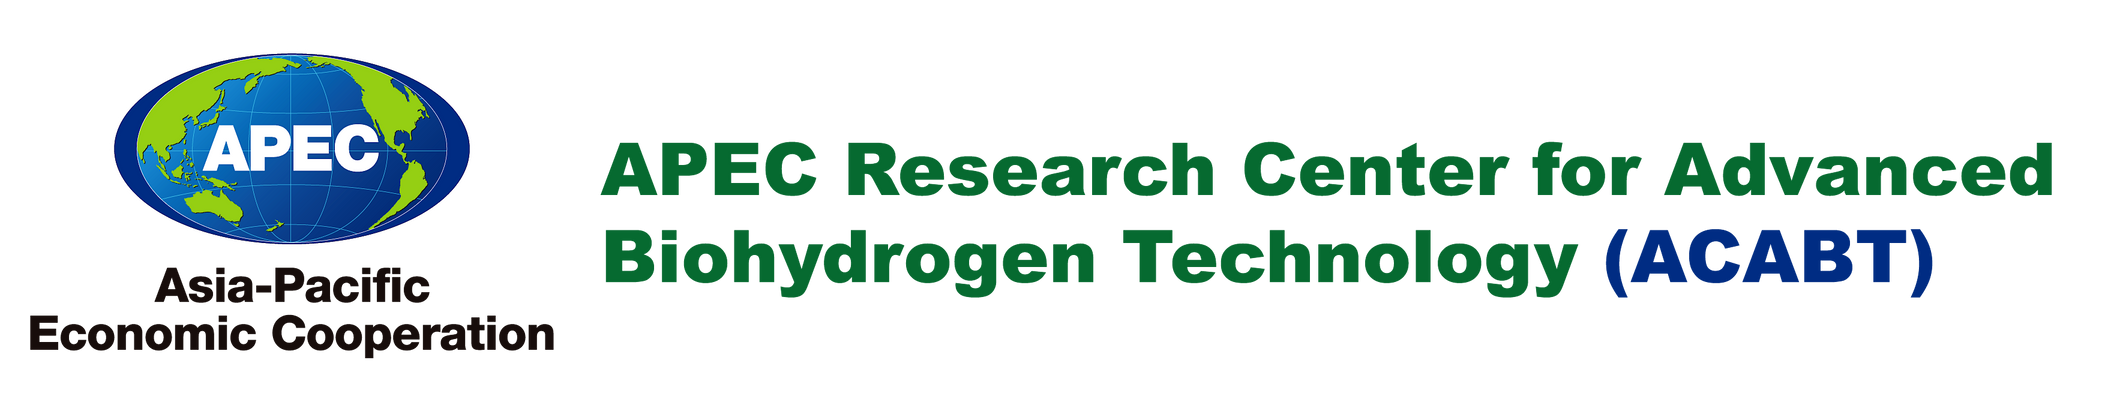 APEC
Asia-Pacific
Economic Cooperation
APEC Research Center for Advanced
Biohydrogen Technology (ACABT)